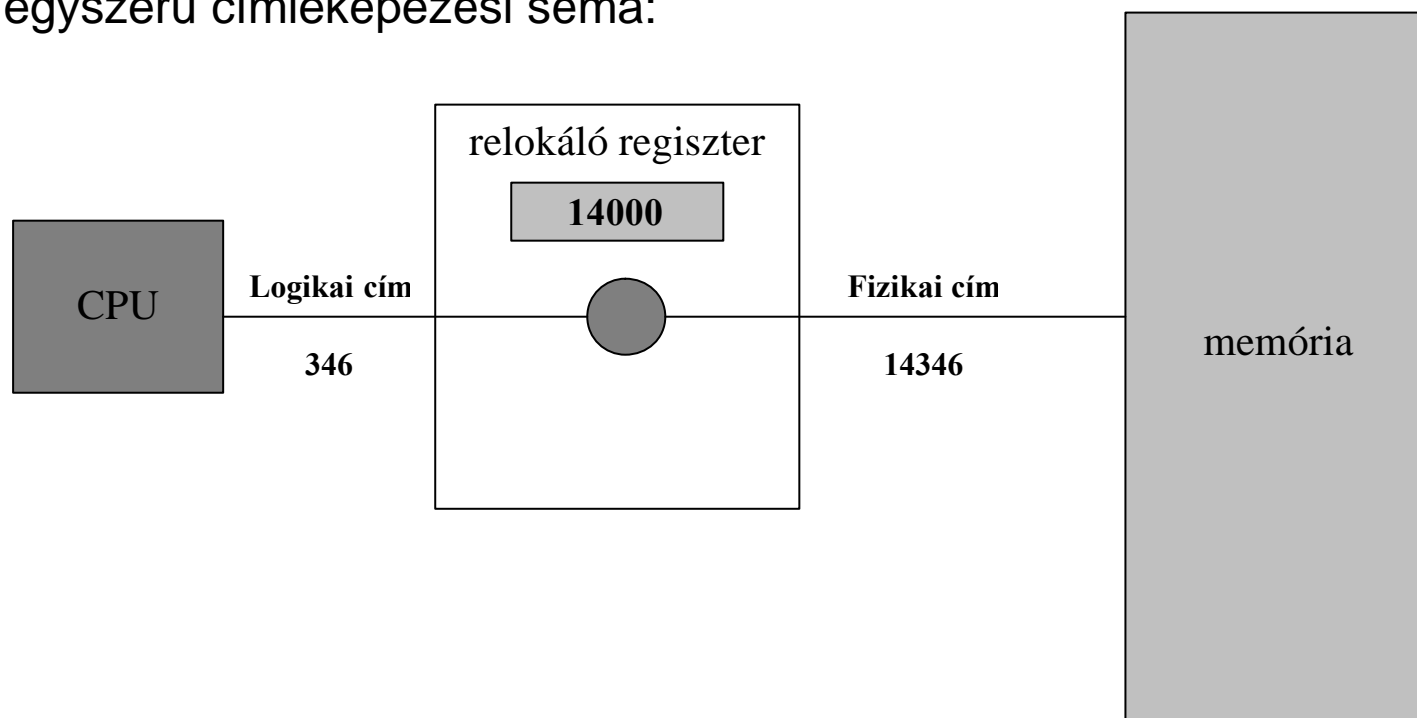 egyszerű címleképezési séma:
relokáló regiszter
14000
CPU
Logikai cím
346
Fizikai cím
14346
memória